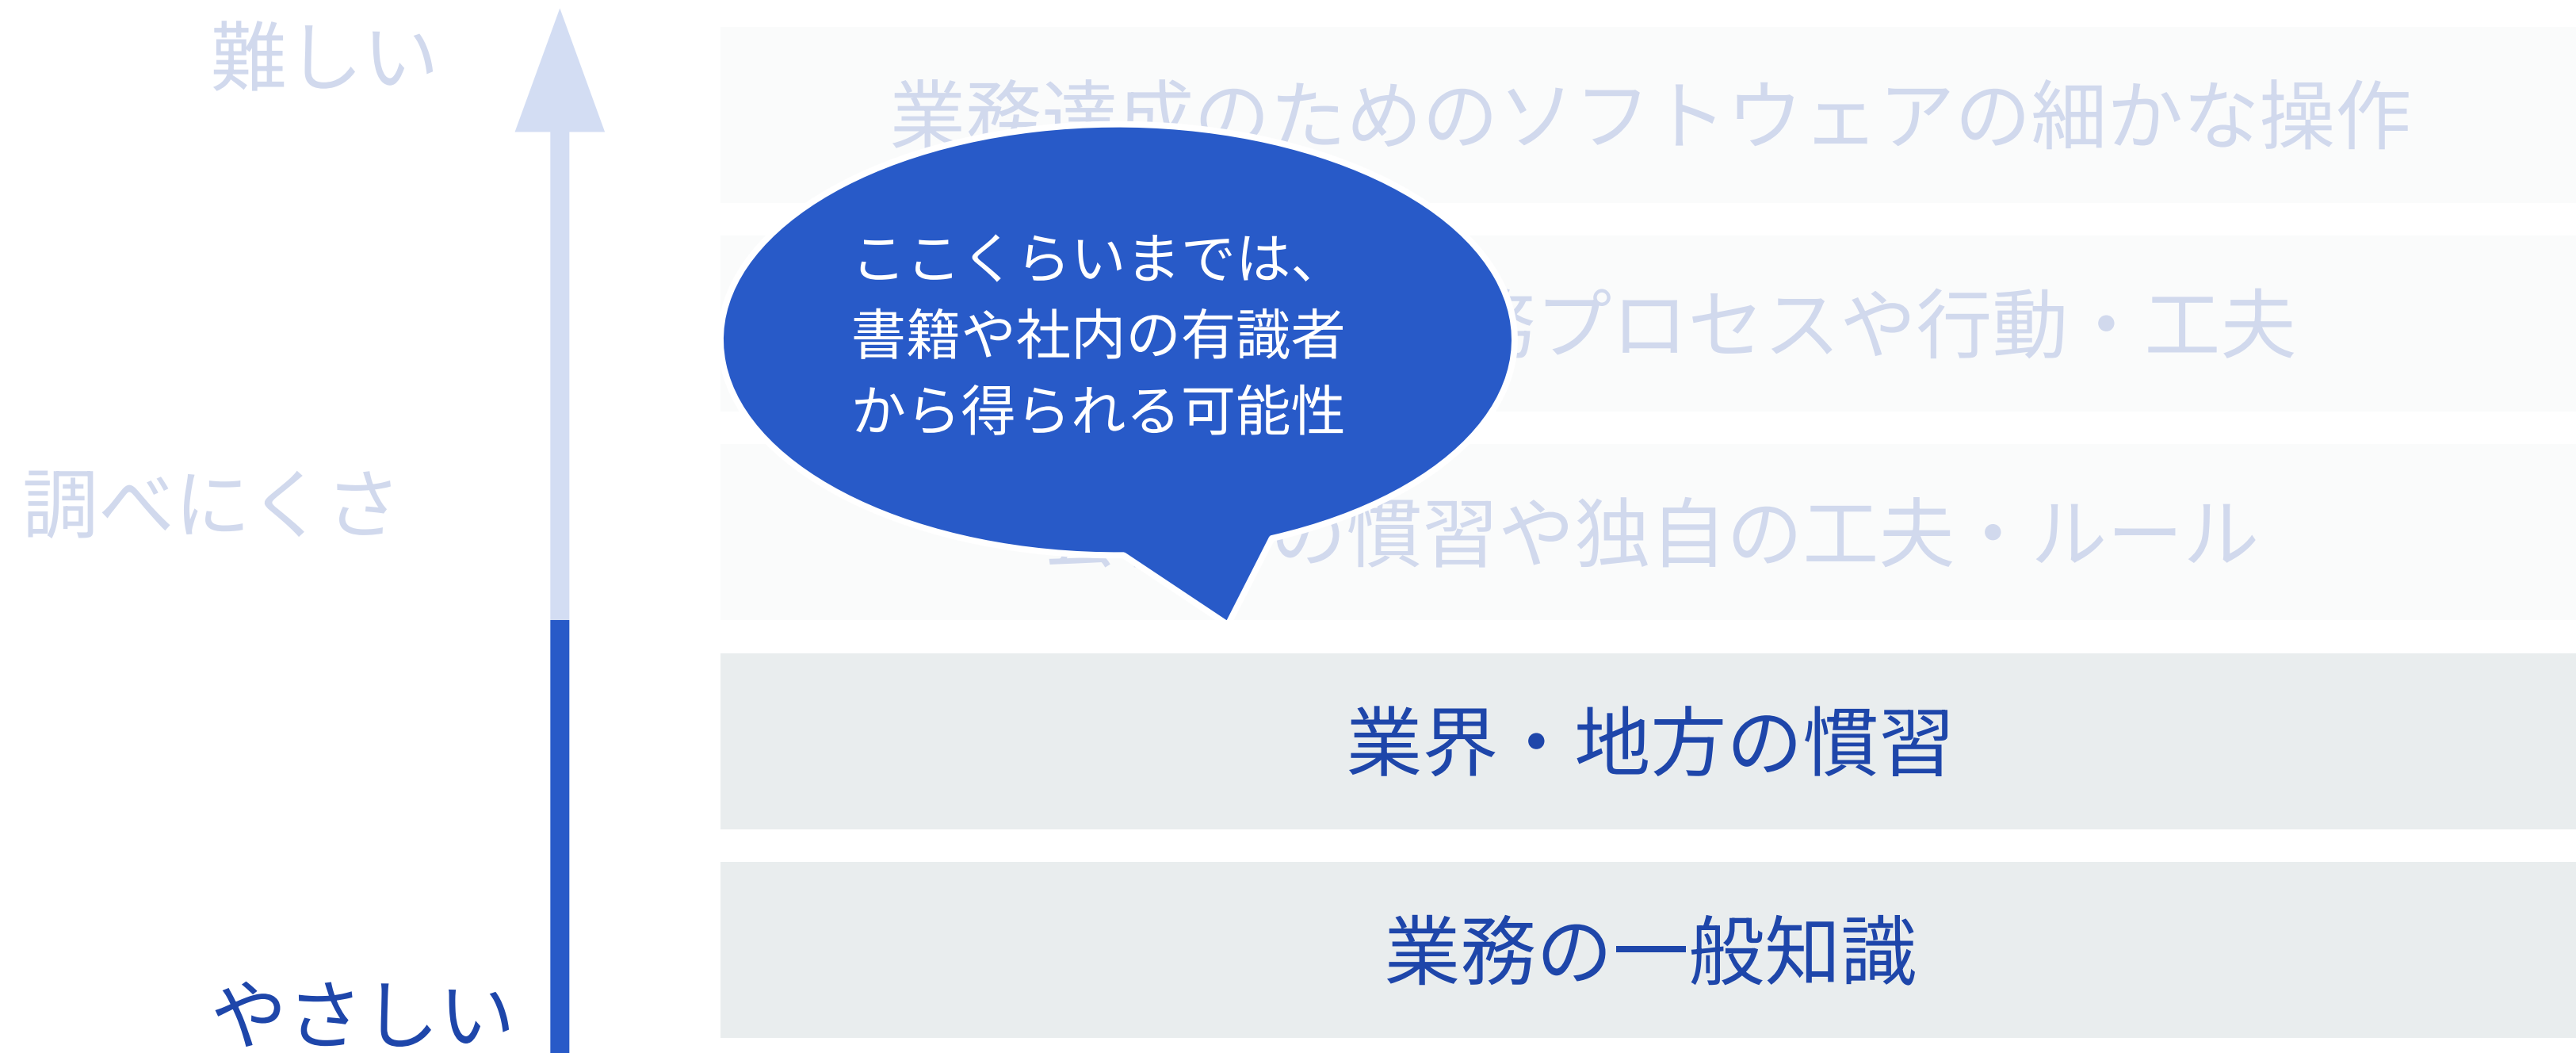 難しい
業務達成のためのソフトウェアの細かな操作
ここくらいまでは、
書籍や社内の有識者
から得られる可能性
務プロセスや行動・工夫
調べにくさ
の慣習や独自の工夫・ルール
業界・地方の慣習
業務の一般知識
やさしい